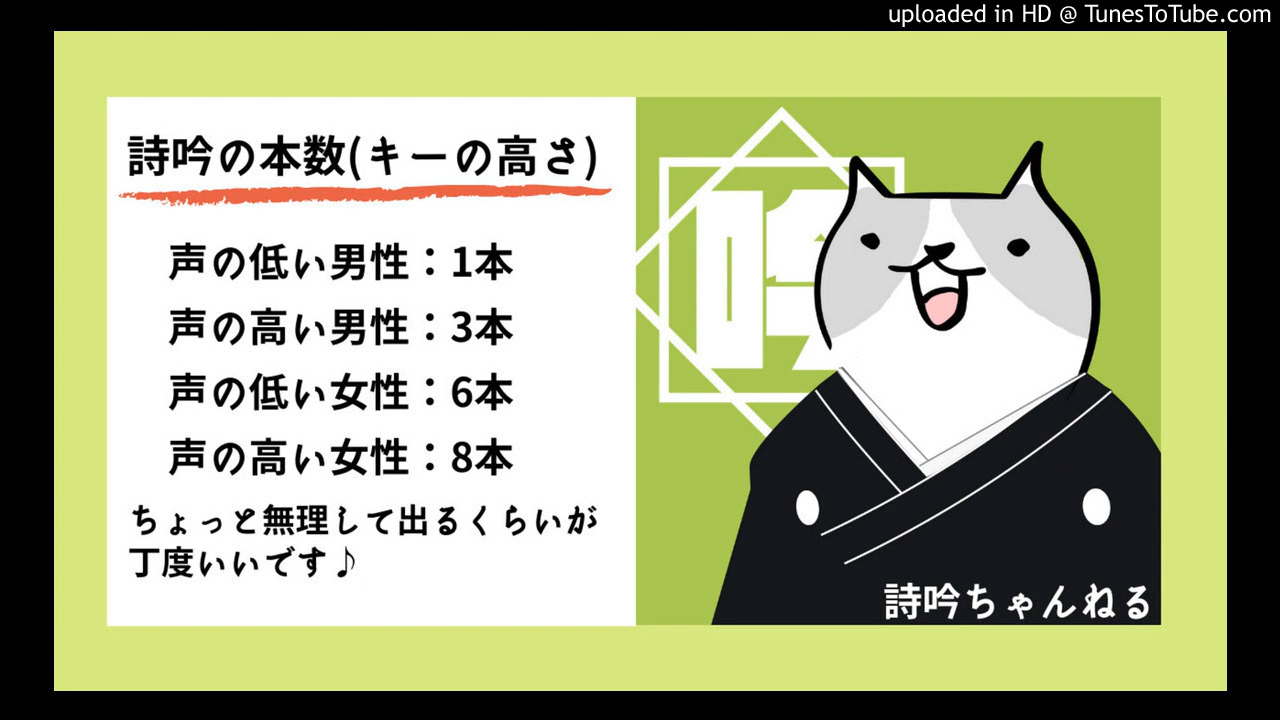 uploaded in HD @ TunesToTube.com
詩吟の本数(キーの高さ)
声の低い男性：1本
声の高い男性：3本
声の低い女性：6本
声の高い女性：8本
ちょっと無理して出るくらいが
丁度いいです♪
吟
詩吟ちゃんねる